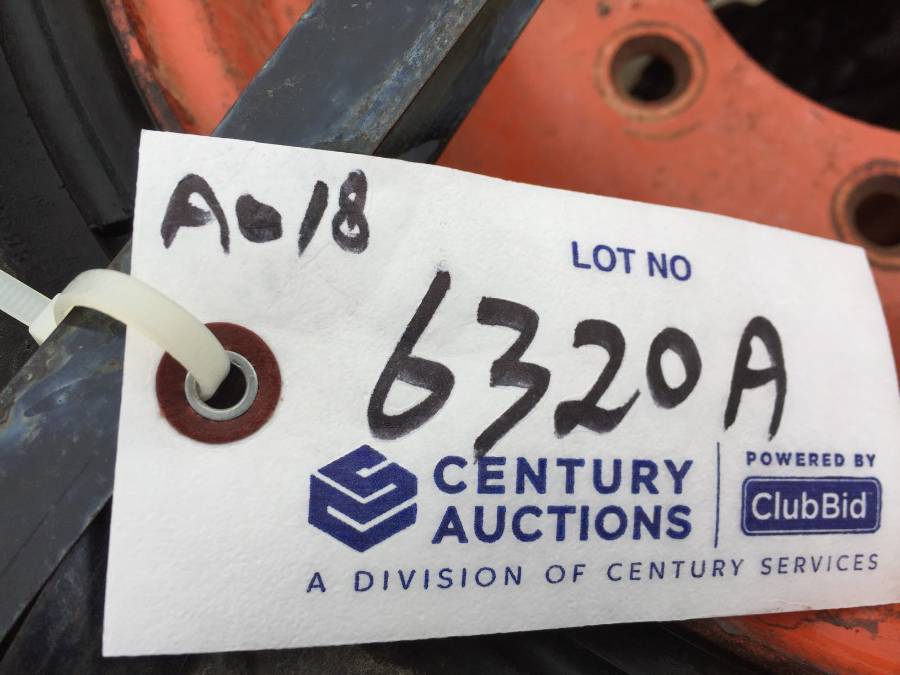 A018
LOT NO
6320A
CENTURY
AUCTIONS
POWERED BY
ClubBid
A DIVISION OF CENTURY SERVICES